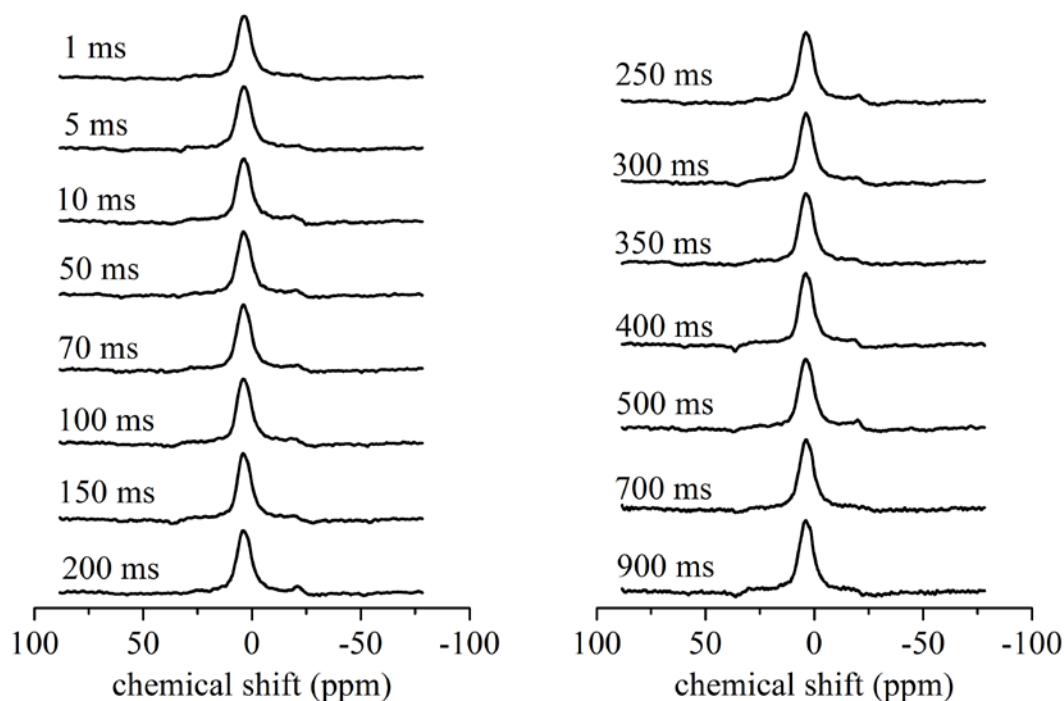 1 ms
5 ms
10 ms
50 ms
70 ms
100 ms
150 ms
200 ms
100 50 0 -50 -100
chemical shift (ppm)
250 ms
300 ms
350 ms
400 ms
500 ms
700 ms
900 ms
100 50 0 -50 -100
chemical shift (ppm)